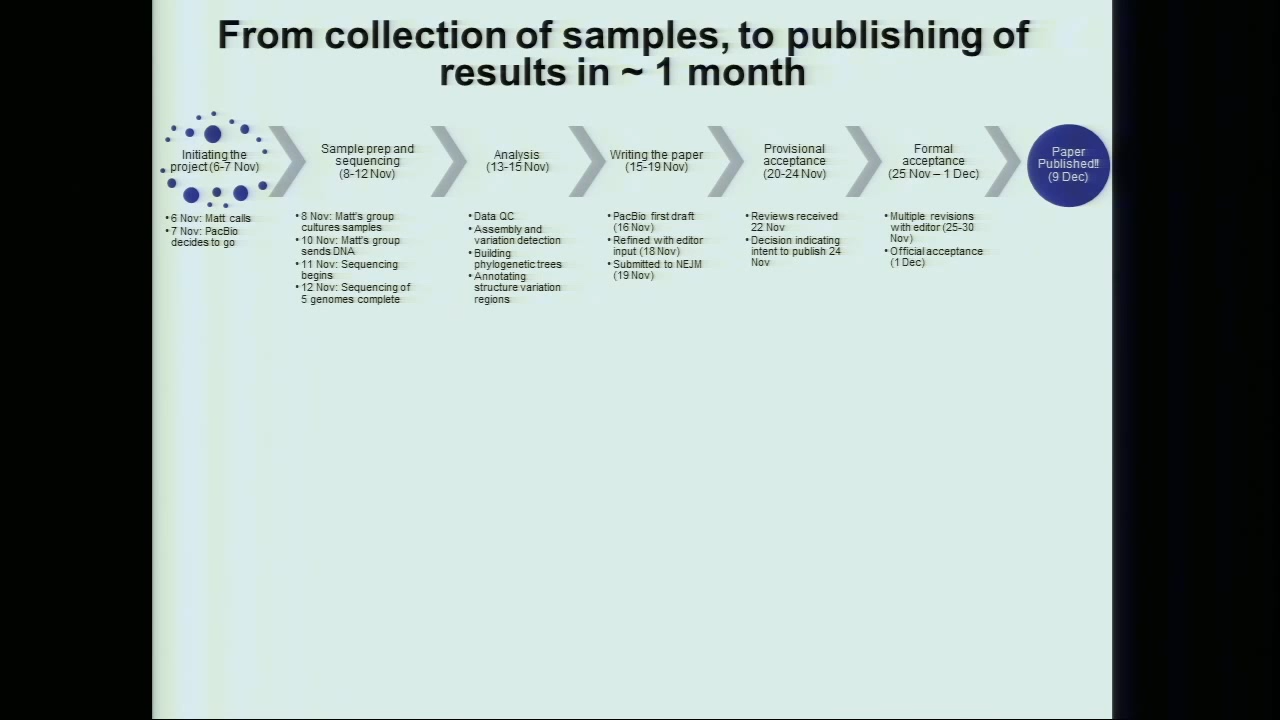 From collection of samples, to publishing of
results in ~ 1 month
Initiating the
project (6-7 Nov)
• 6 Nov: Matt calls
• 7 Nov: PacBio
decides to go
Sample prep and
sequencing
(8-12 Nov)
• 8 Nov: Matt's group
cultures samples
• 10 Nov: Matt's group
sends DNA
• 11 Nov: Sequencing
begins
• 12 Nov: Sequencing of
5 genomes complete
Analysis
(13-15 Nov)
• Data QC
• Assembly and
variation detection
• Building
phylogenetic trees
• Annotating
structure variation
regions
Writing the paper
(15-19 Nov)
• PacBio first draft
(16 Nov)
• Refined with editor
input (18 Nov)
• Submitted to NEJM
(19 Nov)
Provisional
acceptance
(20-24 Nov)
• Reviews received
22 Nov
• Decision indicating
intent to publish 24
Nov
Formal
acceptance
(25 Nov – 1 Dec)
• Multiple revisions
with editor (25-30
Nov)
• Official acceptance
(1 Dec)
Paper
Published!!
(9 Dec)